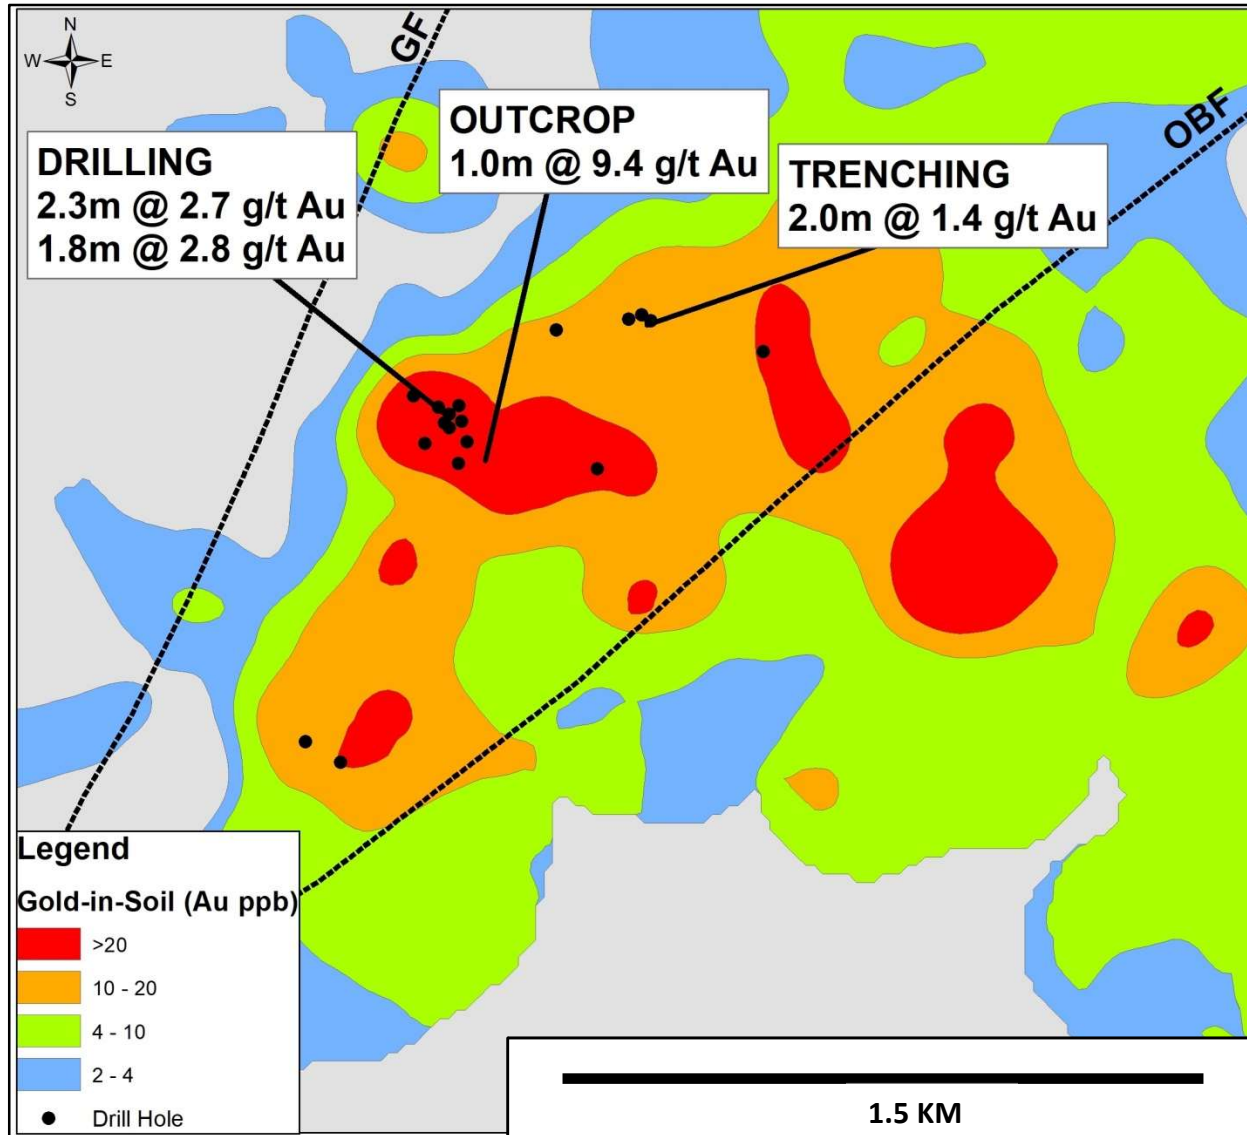 N
W E
S
GF
OBF
OUTCROP
1.0m @ 9.4 g/t Au
DRILLING
2.3m @ 2.7 g/t Au
1.8m @ 2.8 g/t Au
TRENCHING
2.0m @ 1.4 g/t Au
Legend
Gold-in-Soil (Au ppb)
>20
10 - 20
4 - 10
2 - 4
Drill Hole
1.5 KM